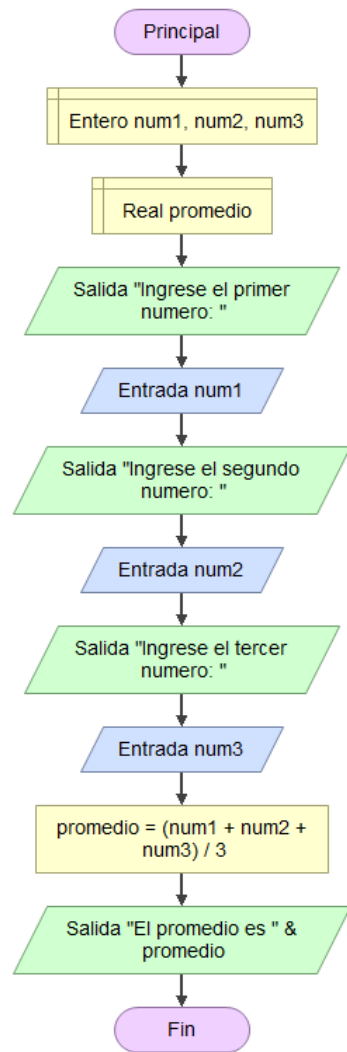 Principal
Entero num1, num2, num3
Real promedio
Salida "Ingrese el primer
numero: "
Entrada num1
Salida "Ingrese el segundo
numero: "
Entrada num2
Salida "Ingrese el tercer
numero: "
Entrada num3
promedio = (num1 + num2 +
num3) / 3
Salida "El promedio es " &
promedio
Fin